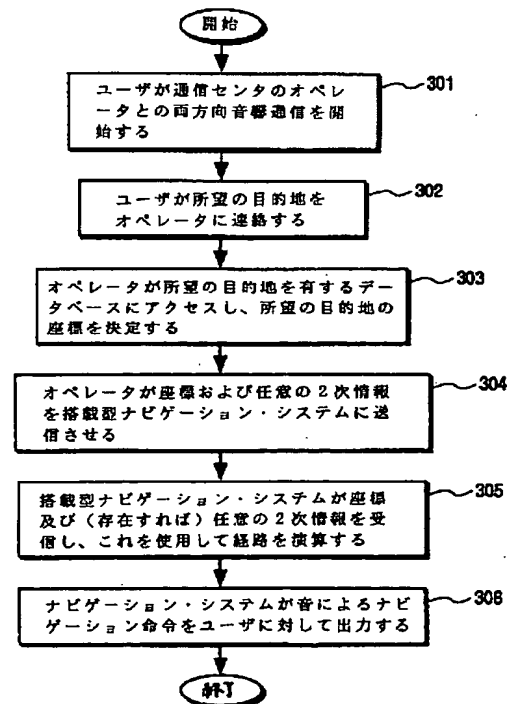 開始
ユーザが通信センタのオペレ
ータとの両方向音響通信を開
始する
301
ユーザが所望の目的地を
オペレータに連絡する
302
オペレータが所望の目的地を有するデー
タベースにアクセスし、所望の目的地の
座標を決定する
303
オペレータが座標および任意の2次情報
を搭載型ナビゲーション・システムに送
信させる
304
搭載型ナビゲーション・システムが座標
及び(存在すれば)任意の2次情報を受
信し、これを使用して経路を演算する
305
ナビゲーション・システムが音によるナビ
ゲーション命令をユーザに対して出力する
306
終了